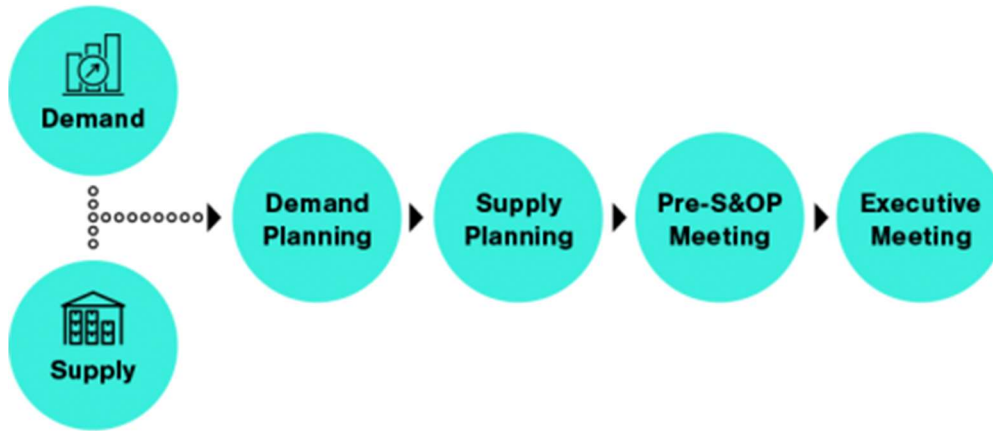 Demand
Supply
Demand
Planning
Supply
Planning
Pre-S&OP
Meeting
Executive
Meeting